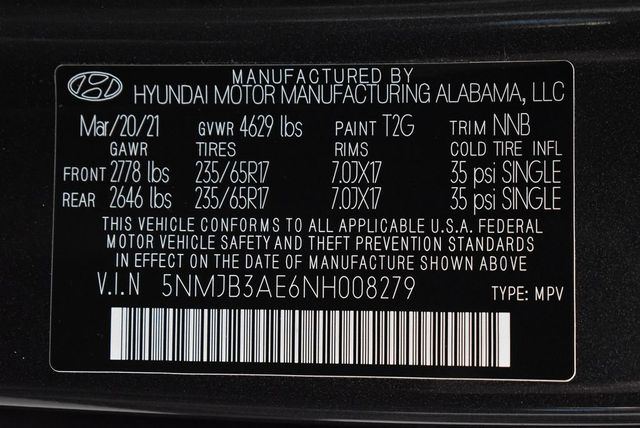 MANUFACTURED BY
HYUNDAI MOTOR MANUFACTURING ALABAMA, LLC
Mar/20/21 GVWR 4629 lbs PAINT T2G TRIM NNB
GAWR TIRES RIMS COLD TIRE INFL
FRONT 2778 lbs 235/65R17 7.0JX17 35 psi SINGLE
REAR 2646 lbs 235/65R17 7.0JX17 35 psi SINGLE
THIS VEHICLE CONFORMS TO ALL APPLICABLE U.S.A. FEDERAL
MOTOR VEHICLE SAFETY AND THEFT PREVENTION STANDARDS
IN EFFECT ON THE DATE OF MANUFACTURE SHOWN ABOVE
V.I.N 5NMJB3AE6NH008279 TYPE: MPV